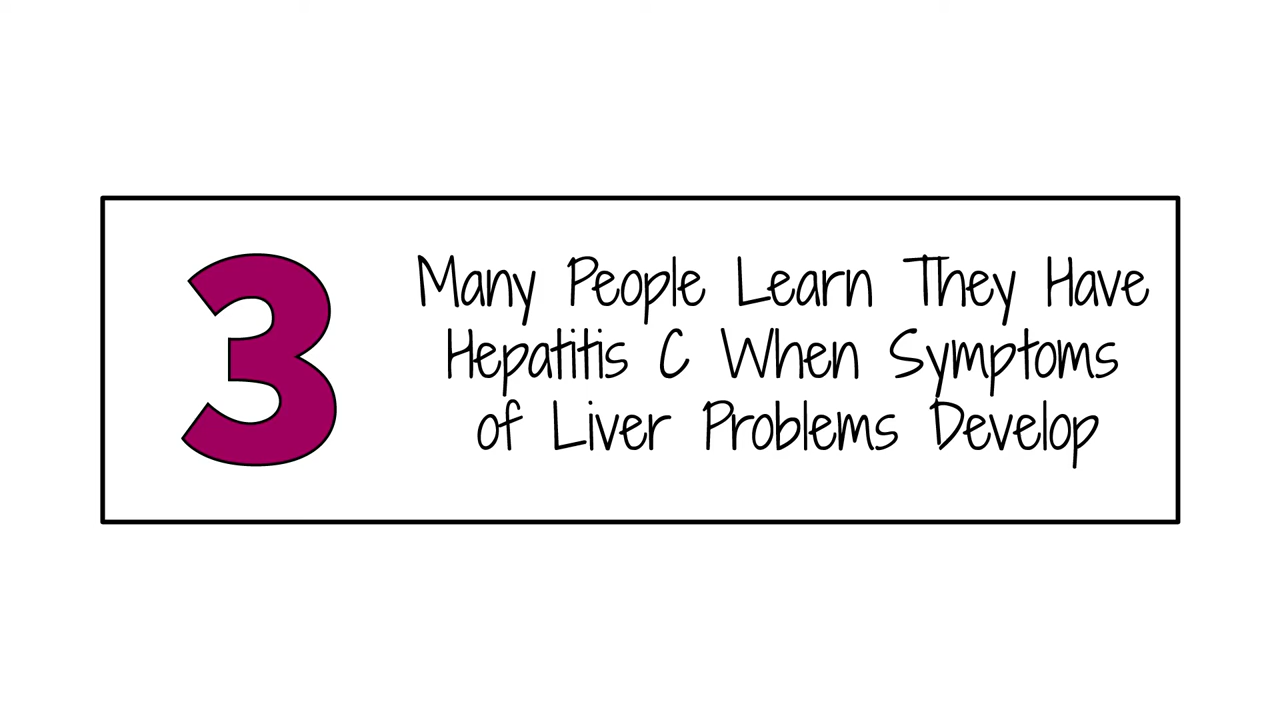 3
Many People Learn They Have
Hepatitis C When Symptoms
of Liver Problems Develop